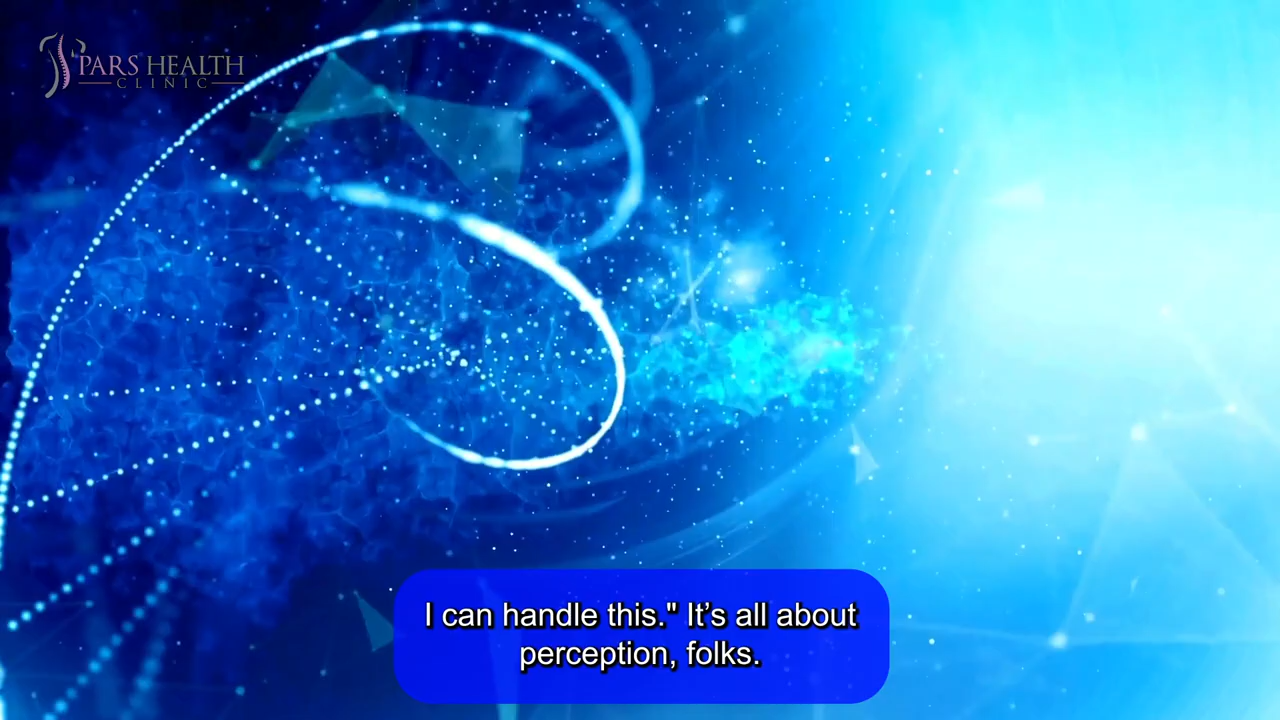 PARS HEALTH
CLINIC
I can handle this." It’s all about
perception, folks.